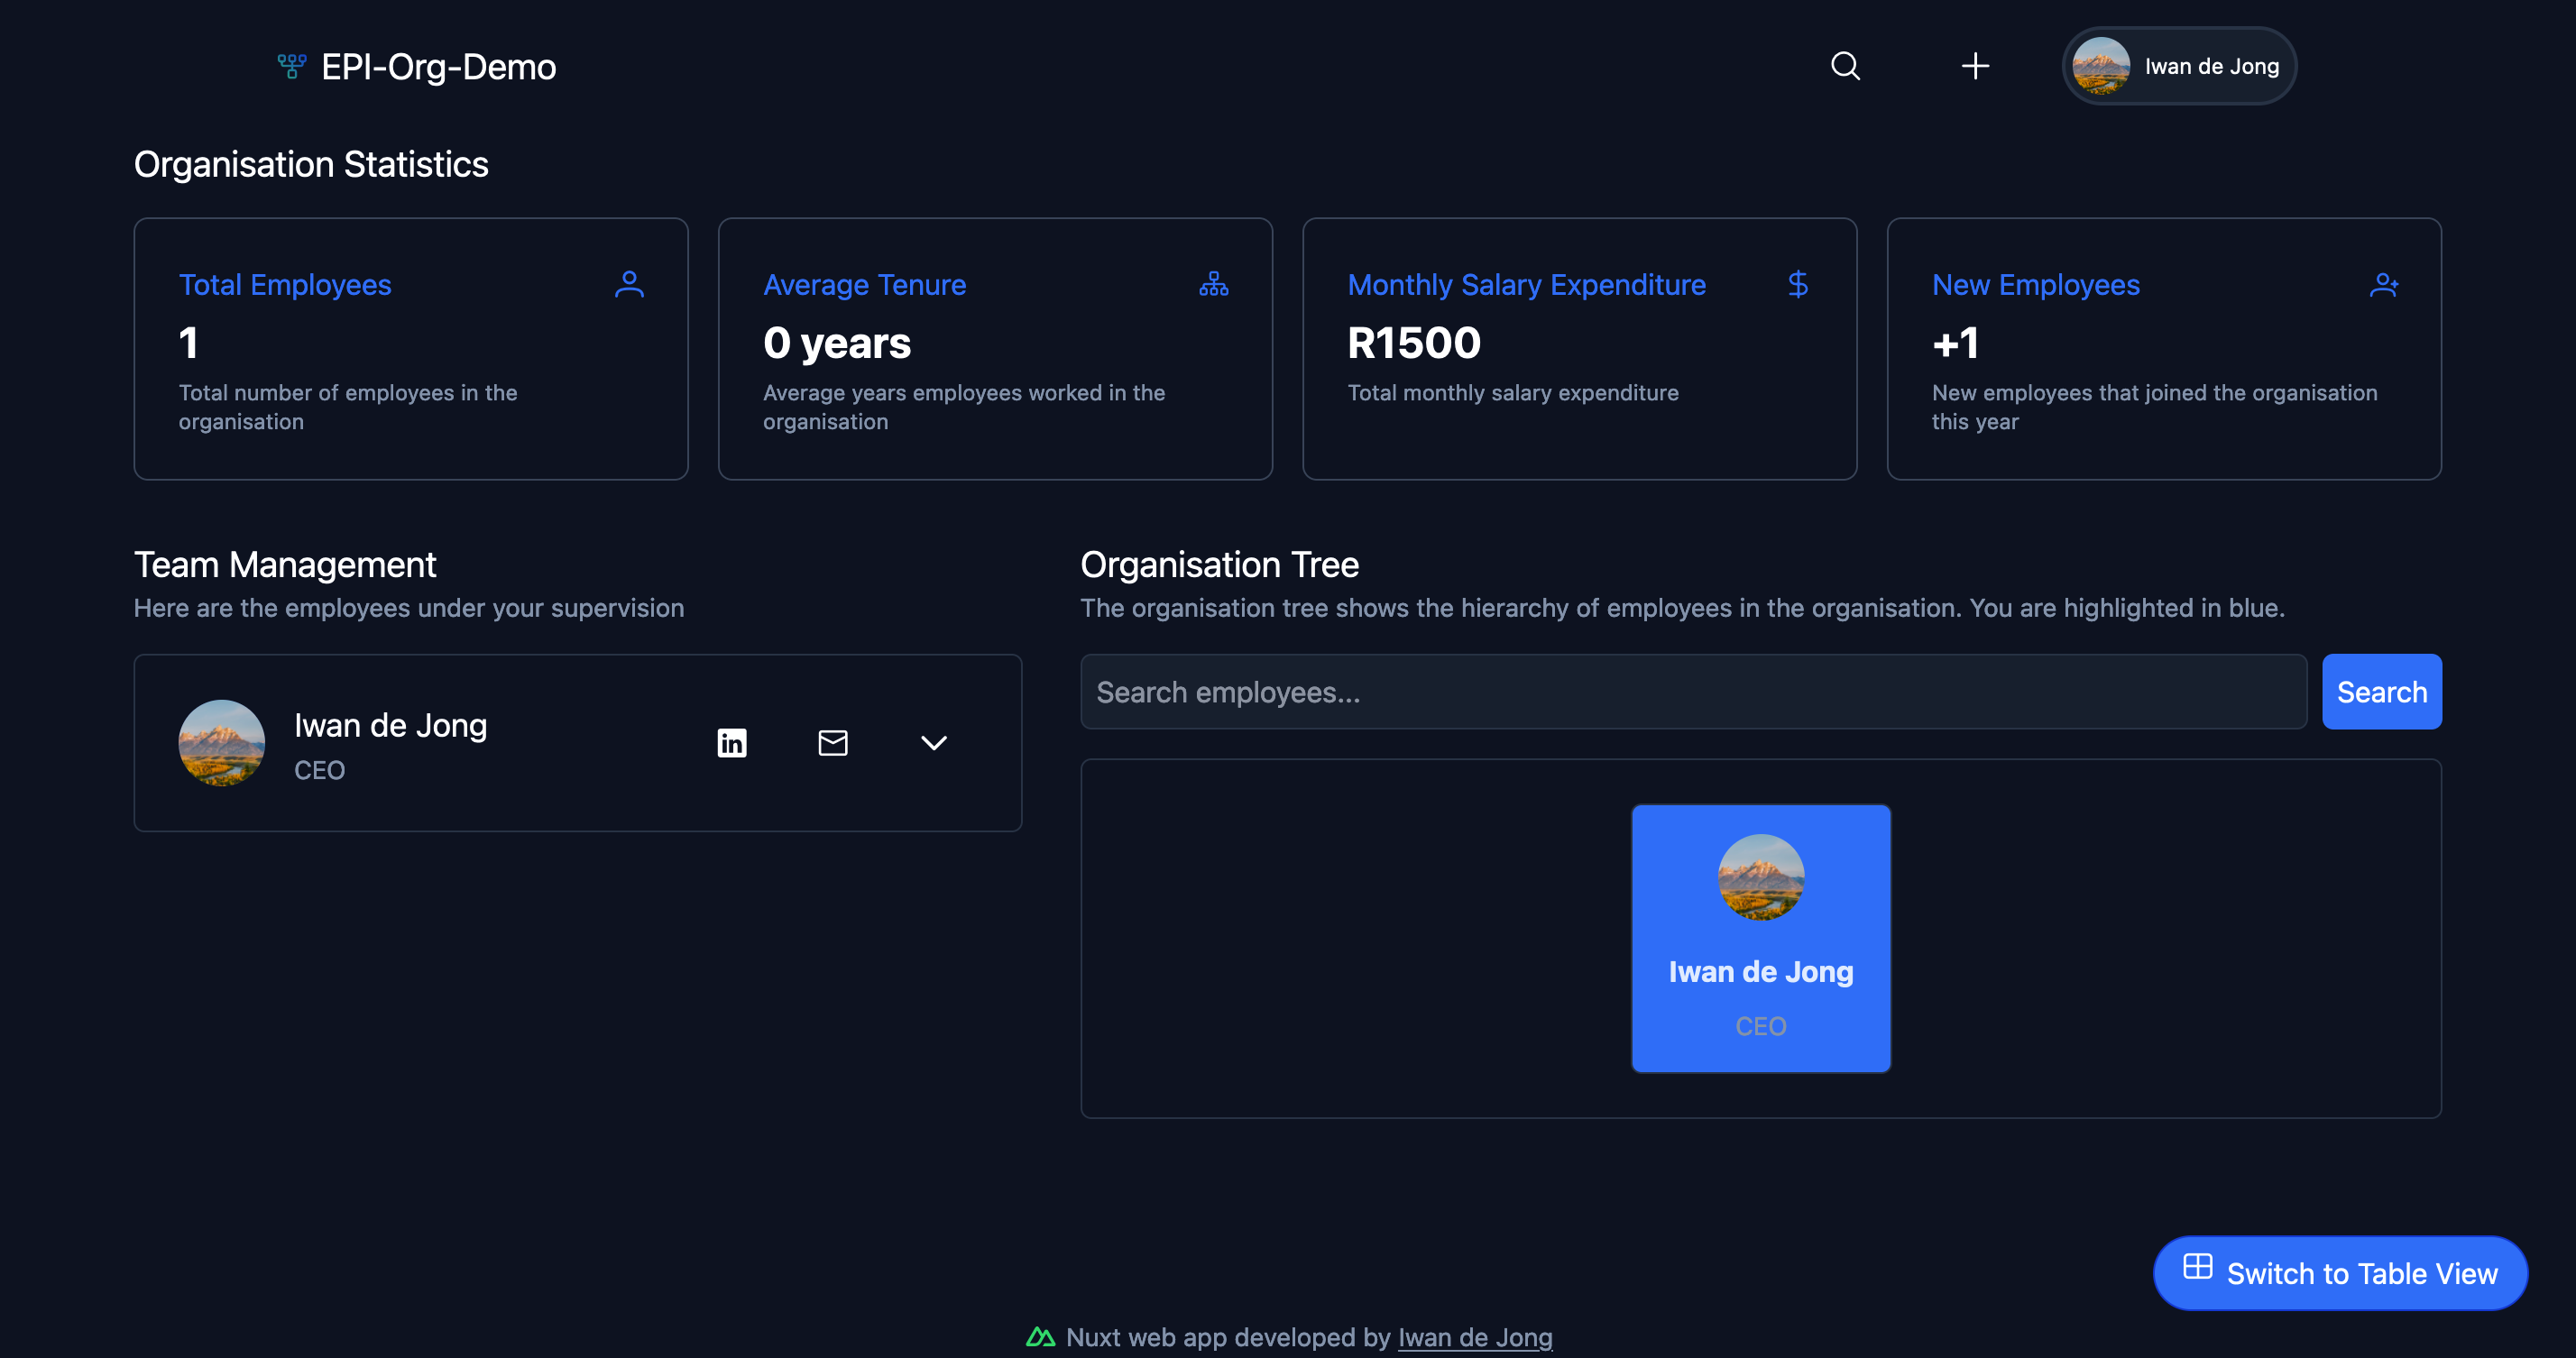 EPI-Org-Demo
Iwan de Jong
Organisation Statistics
Total Employees
1
Total number of employees in the
organisation
Average Tenure
0 years
Average years employees worked in the
organisation
Monthly Salary Expenditure
R1500
Total monthly salary expenditure
New Employees
+1
New employees that joined the organisation
this year
Team Management
Here are the employees under your supervision
Iwan de Jong
CEO
Organisation Tree
The organisation tree shows the hierarchy of employees in the organisation. You are highlighted in blue.
Search employees...
Search
Iwan de Jong
CEO
Switch to Table View
Nuxt web app developed by Iwan de Jong